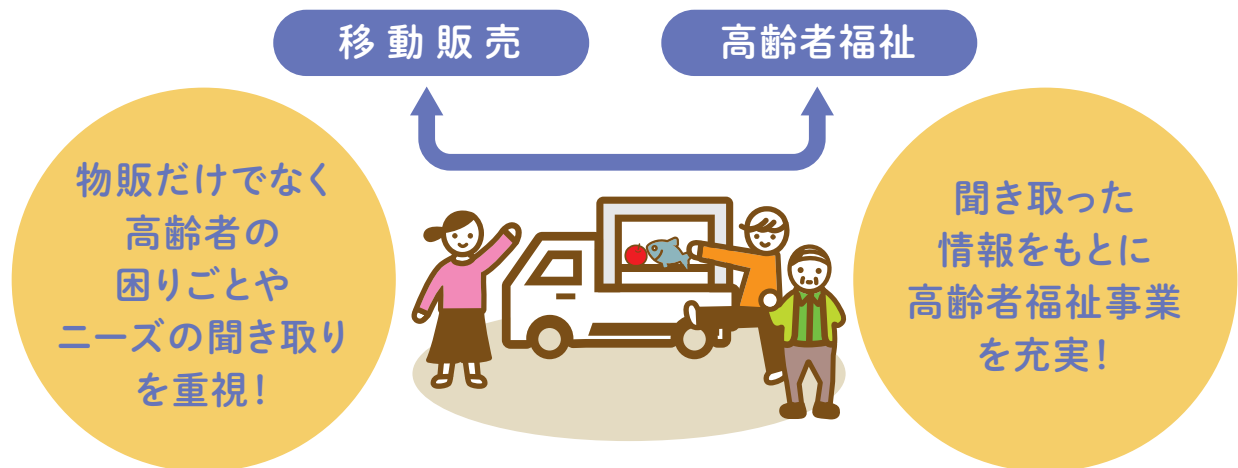 移動販売
高齢者福祉
物販だけでなく
高齢者の
困りごとや
ニーズの聞き取り
を重視!
聞き取った
情報をもとに
高齢者福祉事業
を充実!